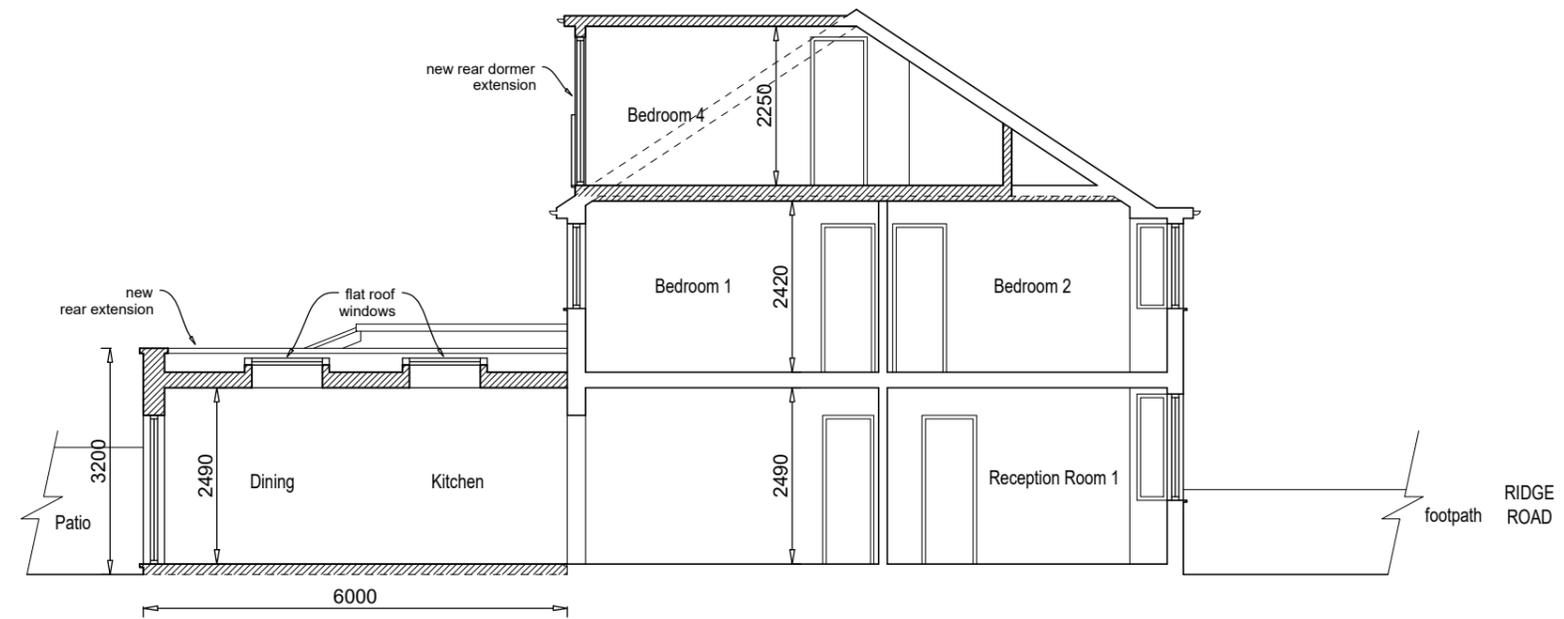 new rear dormer
extension
Bedroom 4
2250
new
rear extension
flat roof
windows
Bedroom 1
2420
Bedroom 2
3200
2490
Dining
Kitchen
2490
Reception Room 1
Patio
footpath
RIDGE
ROAD
6000